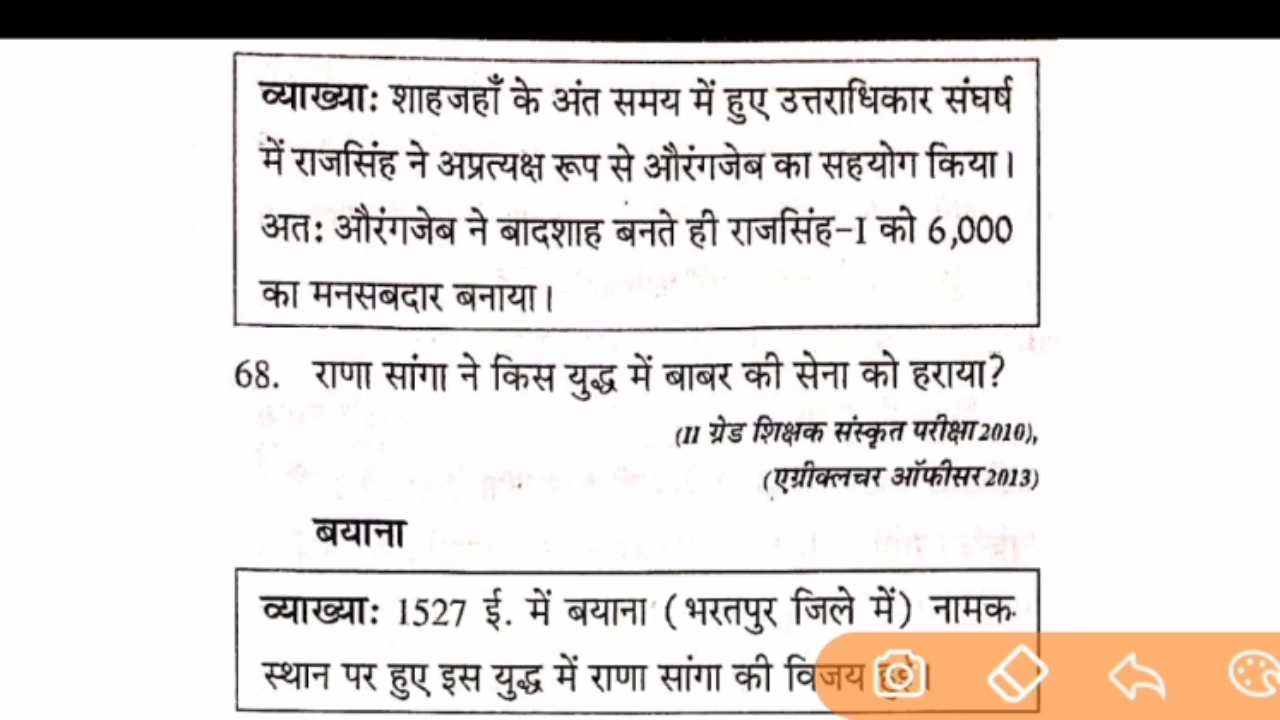 व्याख्या: शाहजहाँ के अंत समय में हुए उत्तराधिकार संघर्ष
में राजसिंह ने अप्रत्यक्ष रूप से औरंगजेब का सहयोग किया।
अत: औरंगजेब ने बादशाह बनते ही राजसिंह-I को 6,000
का मनसबदार बनाया।
68. राणा सांगा ने किस युद्ध में बाबर की सेना को हराया?
(II ग्रेड शिक्षक संस्कृत परीक्षा 2010),
(एग्रीक्लचर ऑफीसर 2013)
बयाना
व्याख्या: 1527 ई. में बयाना (भरतपुर जिले में) नामक
स्थान पर हुए इस युद्ध में राणा सांगा की विजय हुई।